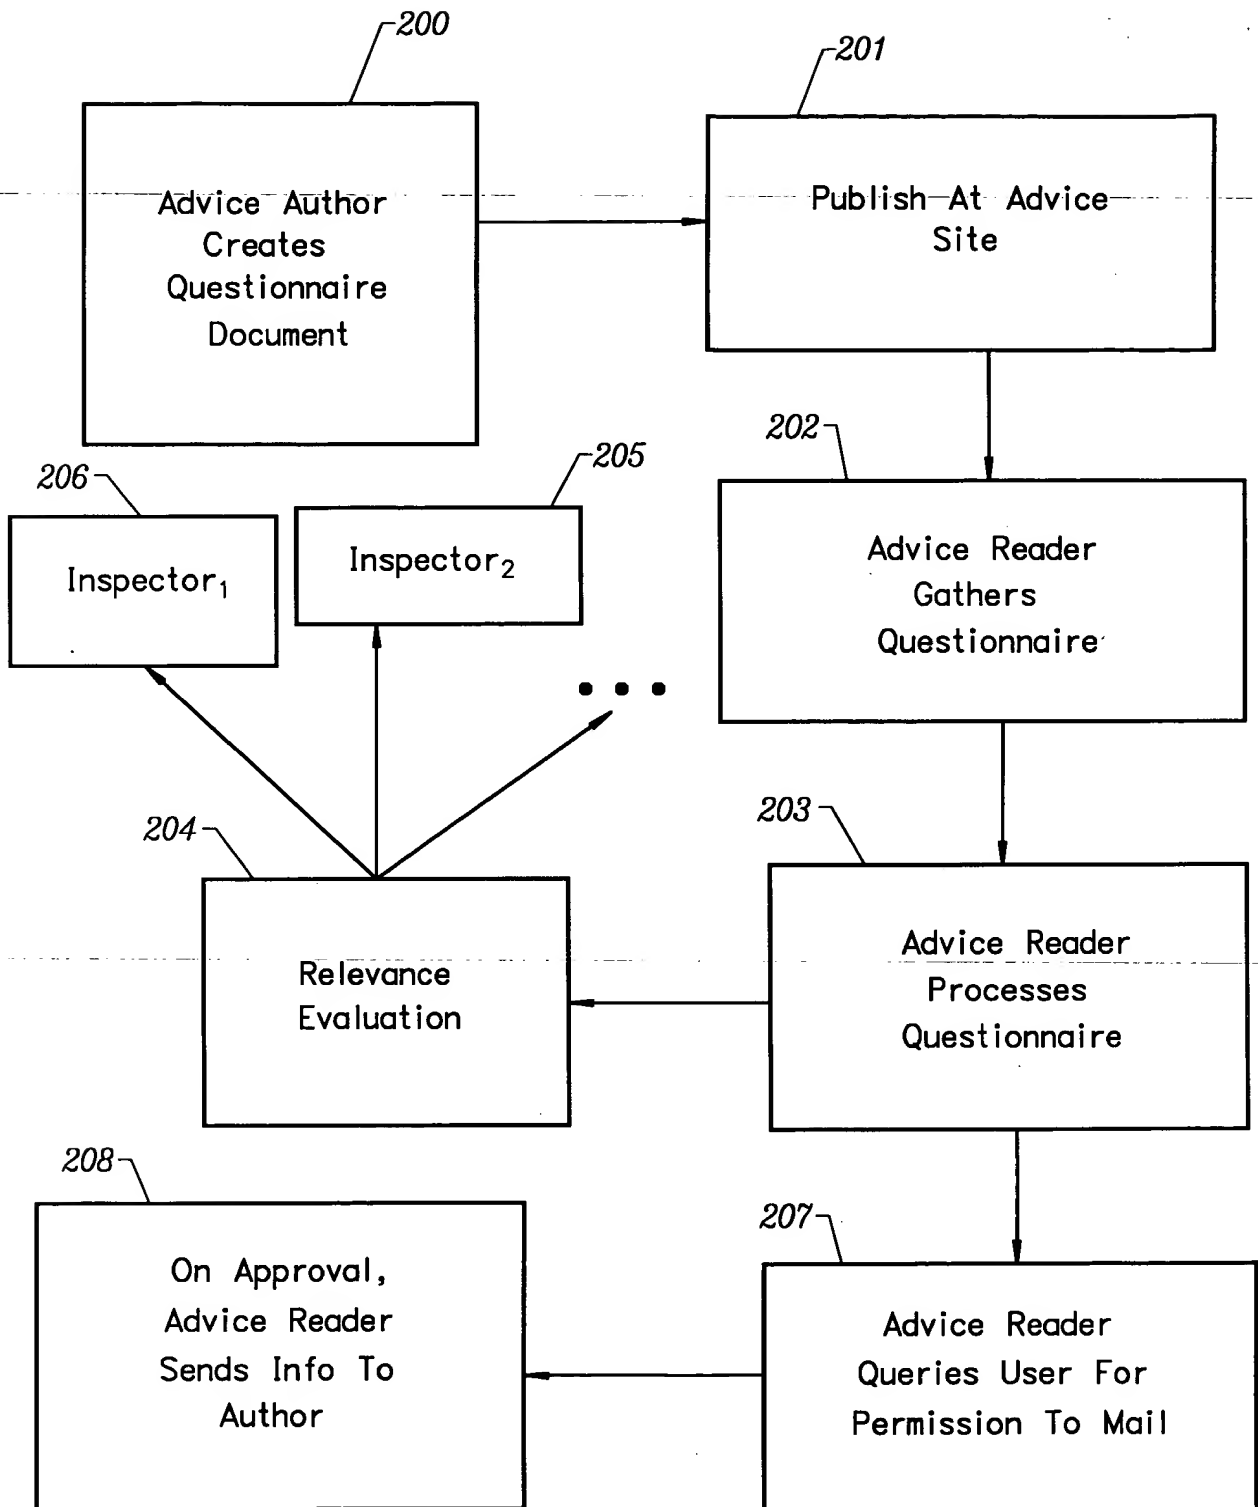 200
Advice Author
Creates
Questionnaire
Document
201
Publish At Advice
Site
202
Advice Reader
Gathers
Questionnaire
206
Inspector₁
205
Inspector₂
203
Advice Reader
Processes
Questionnaire
204
Relevance
Evaluation
207
Advice Reader
Queries User For
Permission To Mail
208
On Approval,
Advice Reader
Sends Info To
Author